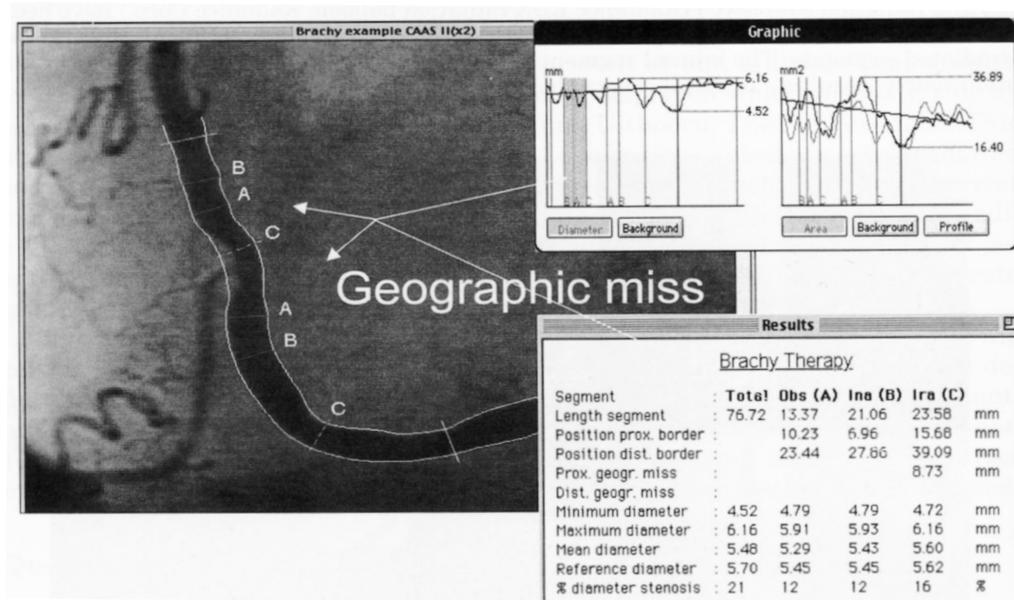 Brachy example CAAS II(x2)
B
A
C
A
B
C
Geographic miss
Graphic
mm
6.16
4.52
B A C A B C
Diameter
Background
mm2
36.89
16.40
B A C A B C
Area
Background
Profile
Results
Brachy Therapy
Segment : Total Obs (A) Ina (B) Ira (C)
Length segment : 76.72 13.37 21.06 23.58 mm
Position prox. border : 10.23 6.96 15.68 mm
Position dist. border : 23.44 27.86 39.09 mm
Prox. geogr. miss : 8.73 mm
Dist. geogr. miss :
Minimum diameter : 4.52 4.79 4.79 4.72 mm
Maximum diameter : 6.16 5.91 5.93 6.16 mm
Mean diameter : 5.48 5.29 5.43 5.60 mm
Reference diameter : 5.70 5.45 5.45 5.62 mm
% diameter stenosis : 21 12 12 16 %